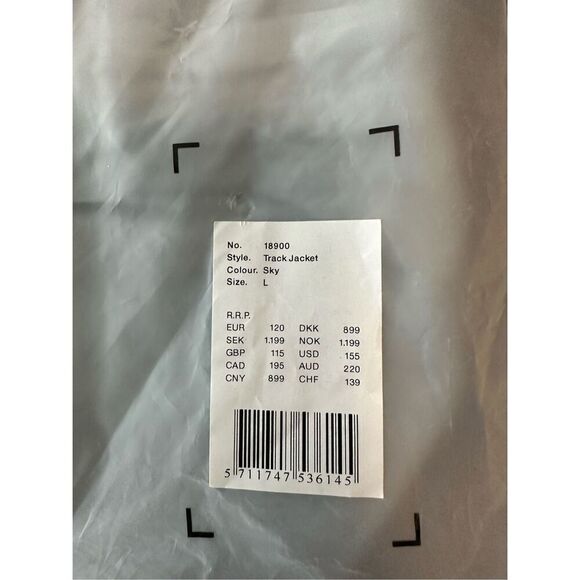 No. 18900
Style. Track Jacket
Colour. Sky
Size. L
R.R.P.
EUR 120 DKK 899
SEK 1.199 NOK 1.199
GBP 115 USD 155
CAD 195 AUD 220
CNY 899 CHF 139
5 711747 536145